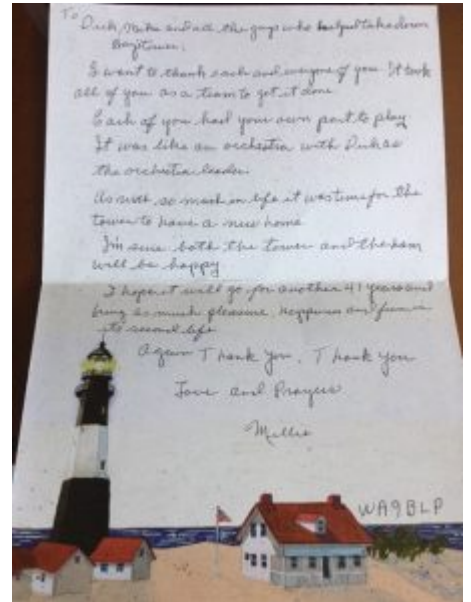 To
Dick, Mike and all the guys who helped take down
tower.
I want to thank each and everyone of you. It took
all of you as a team to get it done.
Each of you had your own part to play
It was like an orchestra with Dick as
the orchestra leader.
As with so much in life it was time for the
tower to have a new home
I'm sure both the tower and the ham
will be happy
I hope it will go for another 41 years and
bring as much pleasure, happiness and fun in
its second life
Again Thank you, Thank you
Love and Prayers
Millie
WA9BLP